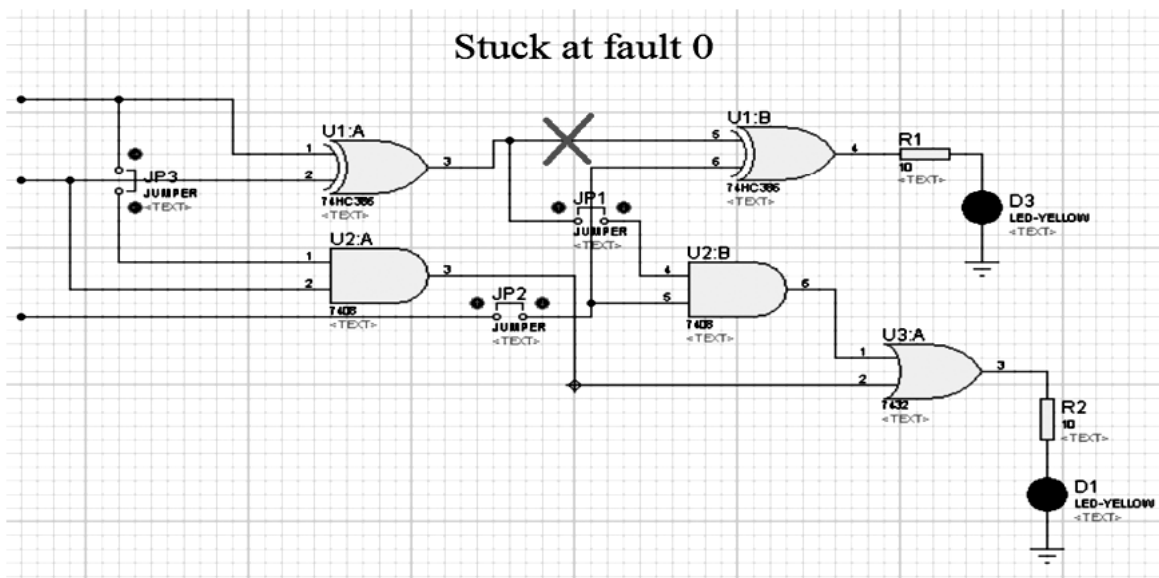 Stuck at fault 0
U1:A
1
2
3
74HC386
<TEXT>
U1:B
5
6
4
74HC386
<TEXT>
R1
10
<TEXT>
D3
LED-YELLOW
<TEXT>
JP3
JUMPER
<TEXT>
JP1
JUMPER
<TEXT>
U2:A
1
2
3
7408
<TEXT>
JP2
JUMPER
<TEXT>
U2:B
4
5
6
7408
<TEXT>
U3:A
1
2
3
7432
<TEXT>
R2
10
<TEXT>
D1
LED-YELLOW
<TEXT>